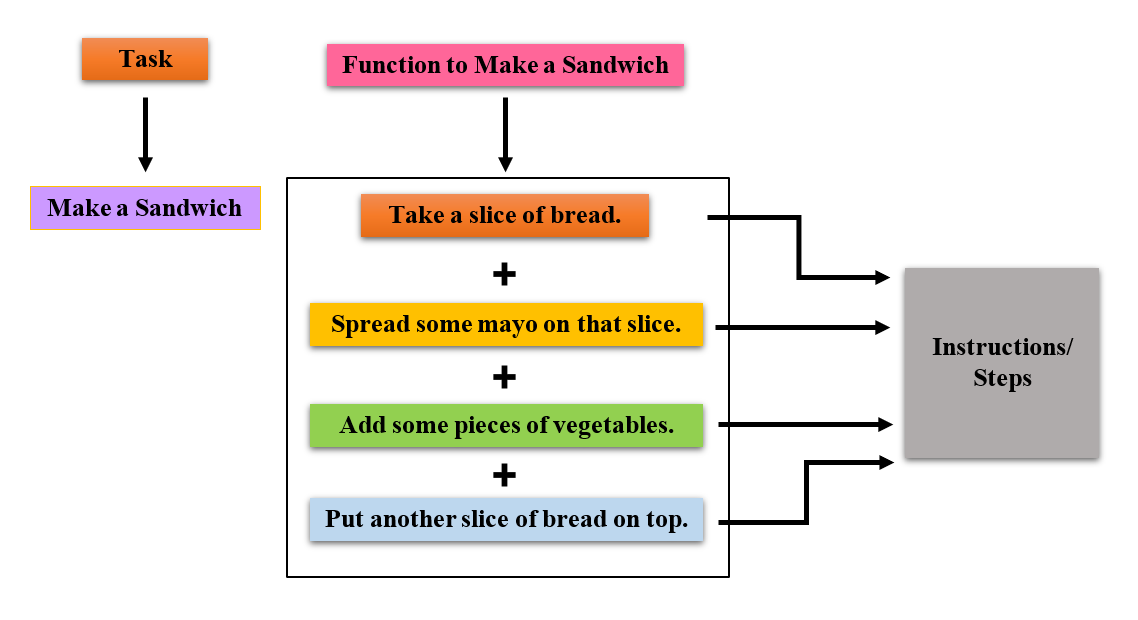 Task
Function to Make a Sandwich
Make a Sandwich
Take a slice of bread.
+
Spread some mayo on that slice.
+
Add some pieces of vegetables.
+
Put another slice of bread on top.
Instructions/
Steps